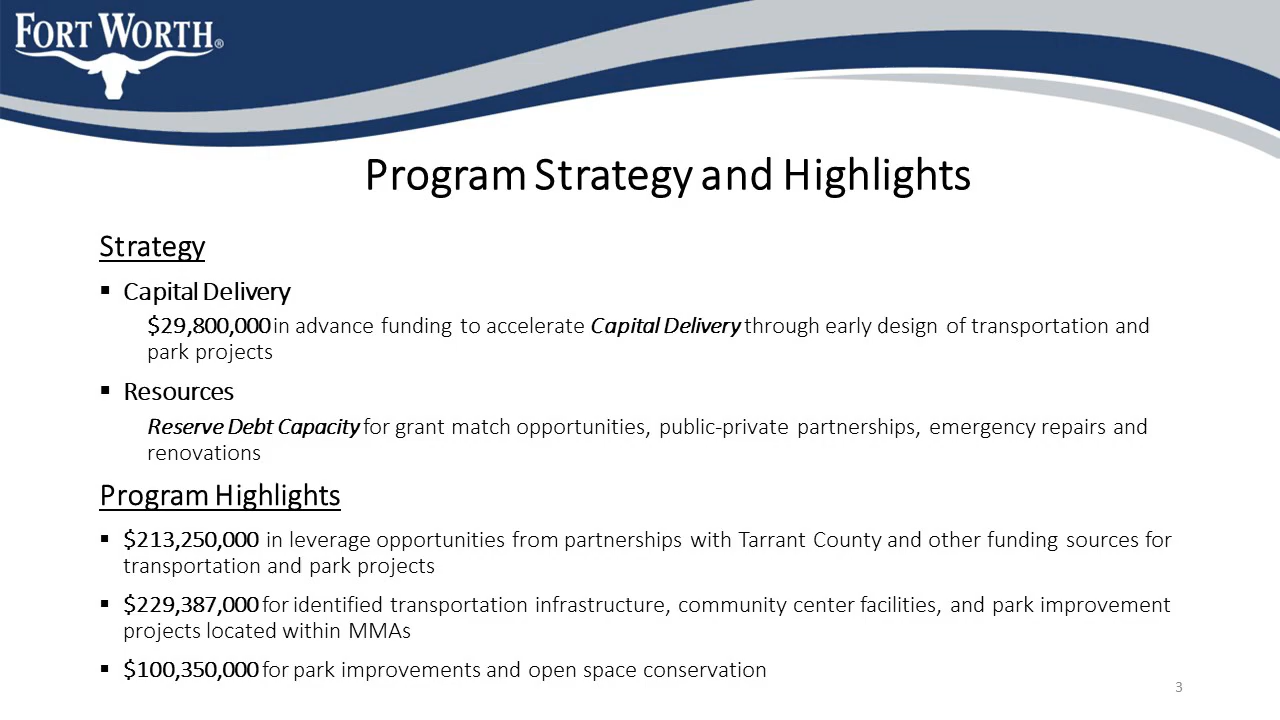 FORT WORTH®
Program Strategy and Highlights
Strategy
▪ Capital Delivery
$29,800,000 in advance funding to accelerate Capital Delivery through early design of transportation and
park projects
▪ Resources
Reserve Debt Capacity for grant match opportunities, public-private partnerships, emergency repairs and
renovations
Program Highlights
▪ $213,250,000 in leverage opportunities from partnerships with Tarrant County and other funding sources for
transportation and park projects
▪ $229,387,000 for identified transportation infrastructure, community center facilities, and park improvement
projects located within MMAs
▪ $100,350,000 for park improvements and open space conservation
3